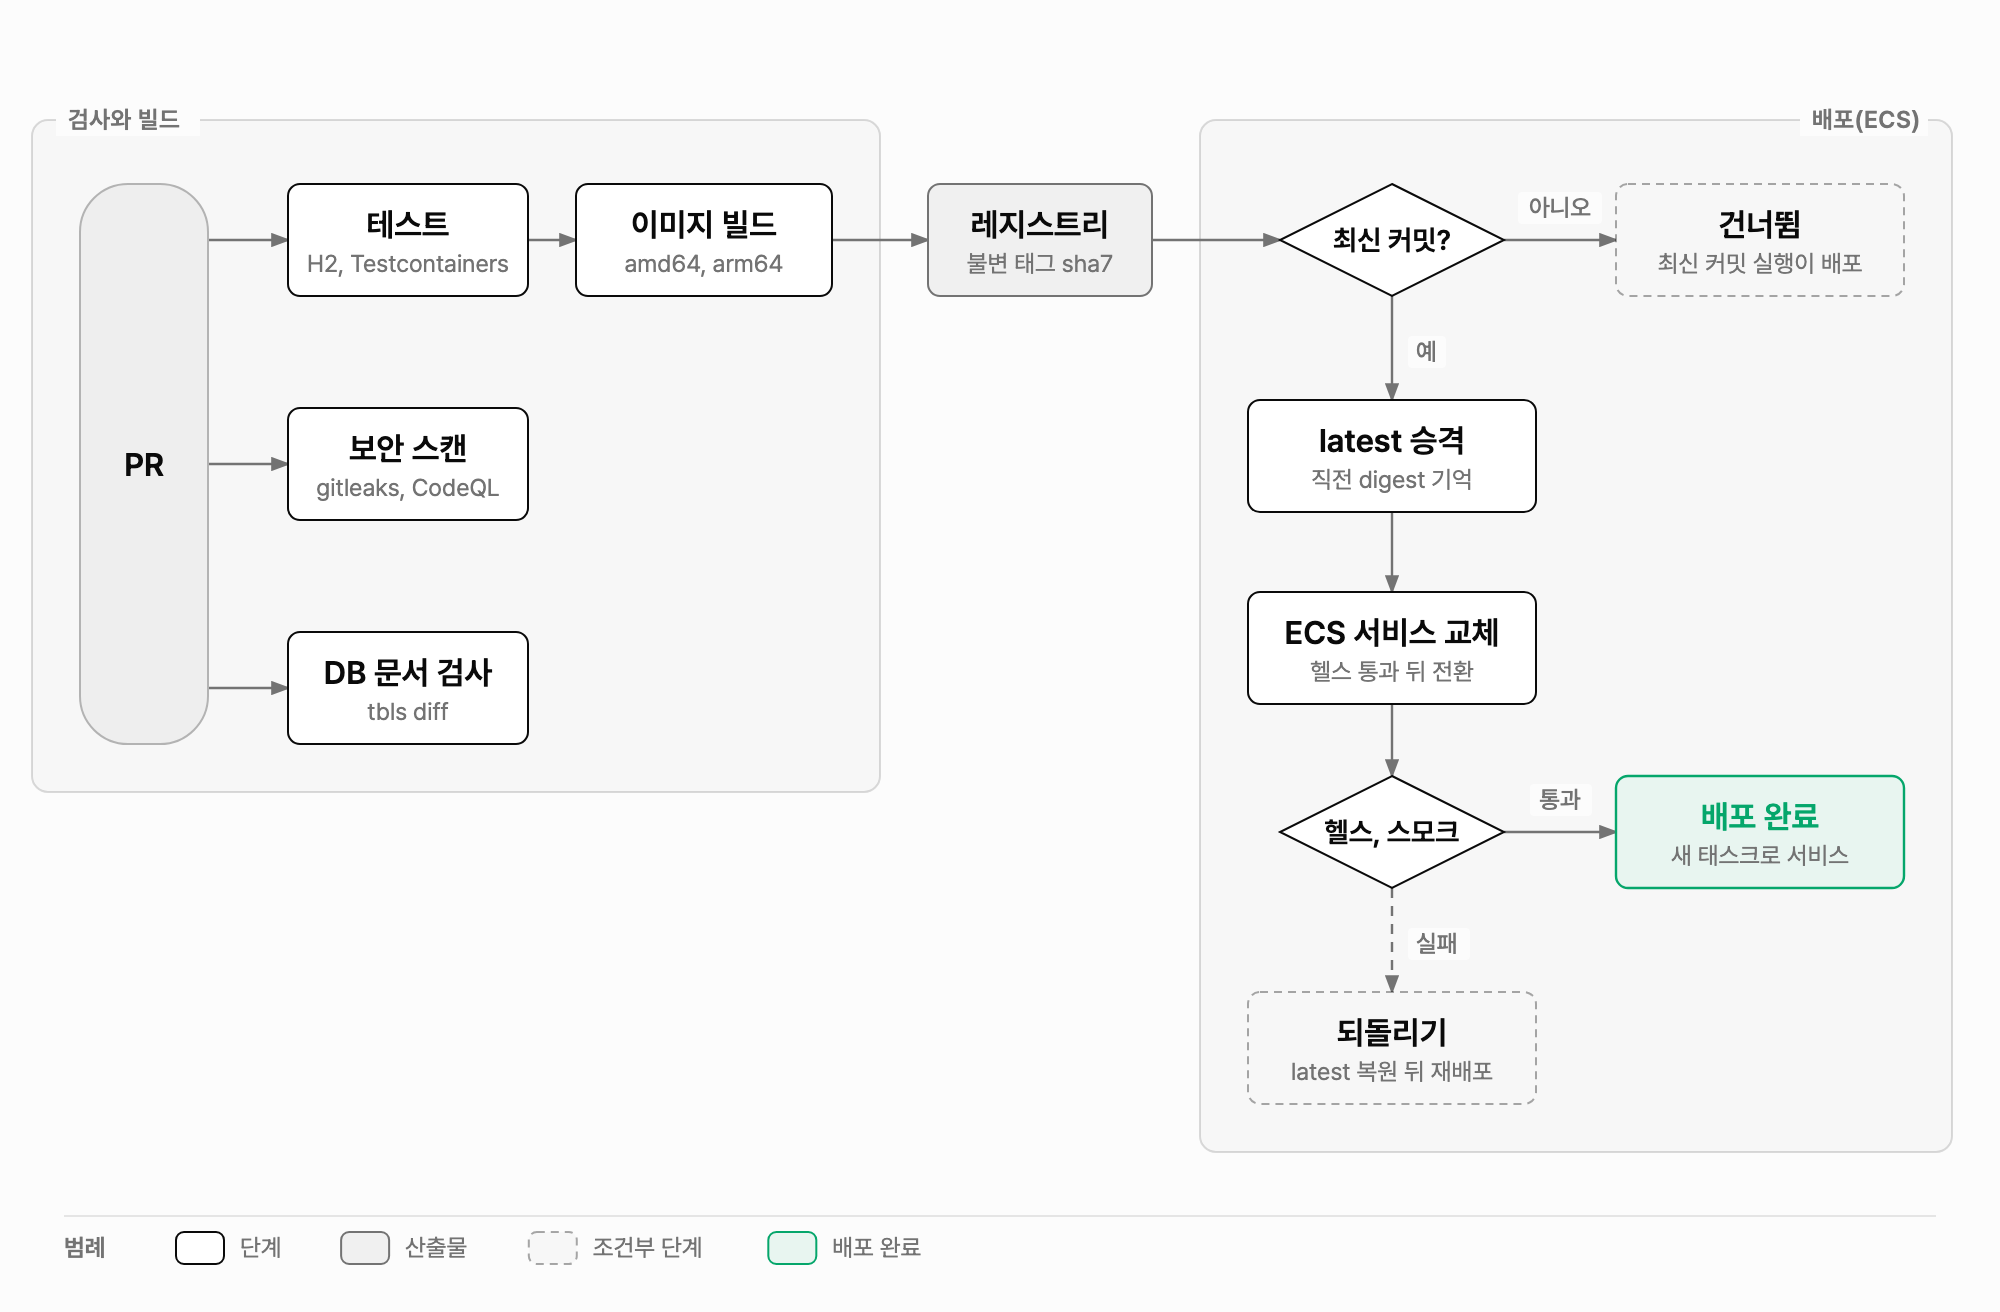 검사와 빌드
배포(ECS)
PR
테스트
H2, Testcontainers
이미지 빌드
amd64, arm64
레지스트리
불변 태그 sha7
최신 커밋?
아니오
건너뜀
최신 커밋 실행이 배포
예
보안 스캔
gitleaks, CodeQL
latest 승격
직전 digest 기억
DB 문서 검사
tbls diff
ECS 서비스 교체
헬스 통과 뒤 전환
헬스, 스모크
통과
배포 완료
새 태스크로 서비스
실패
되돌리기
latest 복원 뒤 재배포
범례
단계
산출물
조건부 단계
배포 완료